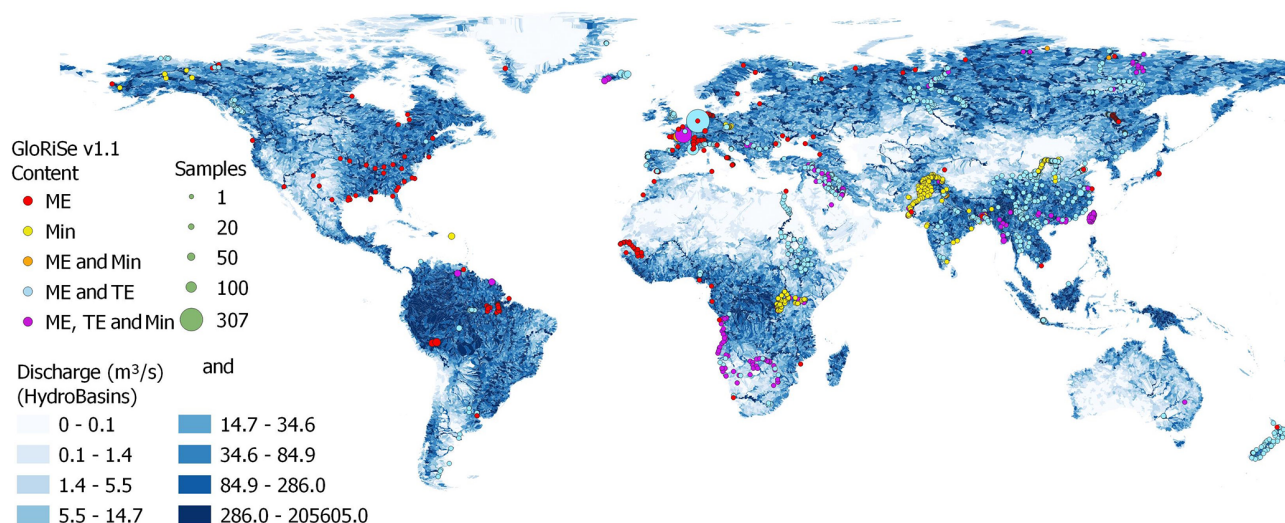 GloRiSe v1.1
Content
ME
Min
ME and Min
ME and TE
ME, TE and Min
Samples
1
20
50
100
307
and
Discharge (m³/s)
(HydroBasins)
0 - 0.1
0.1 - 1.4
1.4 - 5.5
5.5 - 14.7
14.7 - 34.6
34.6 - 84.9
84.9 - 286.0
286.0 - 205605.0